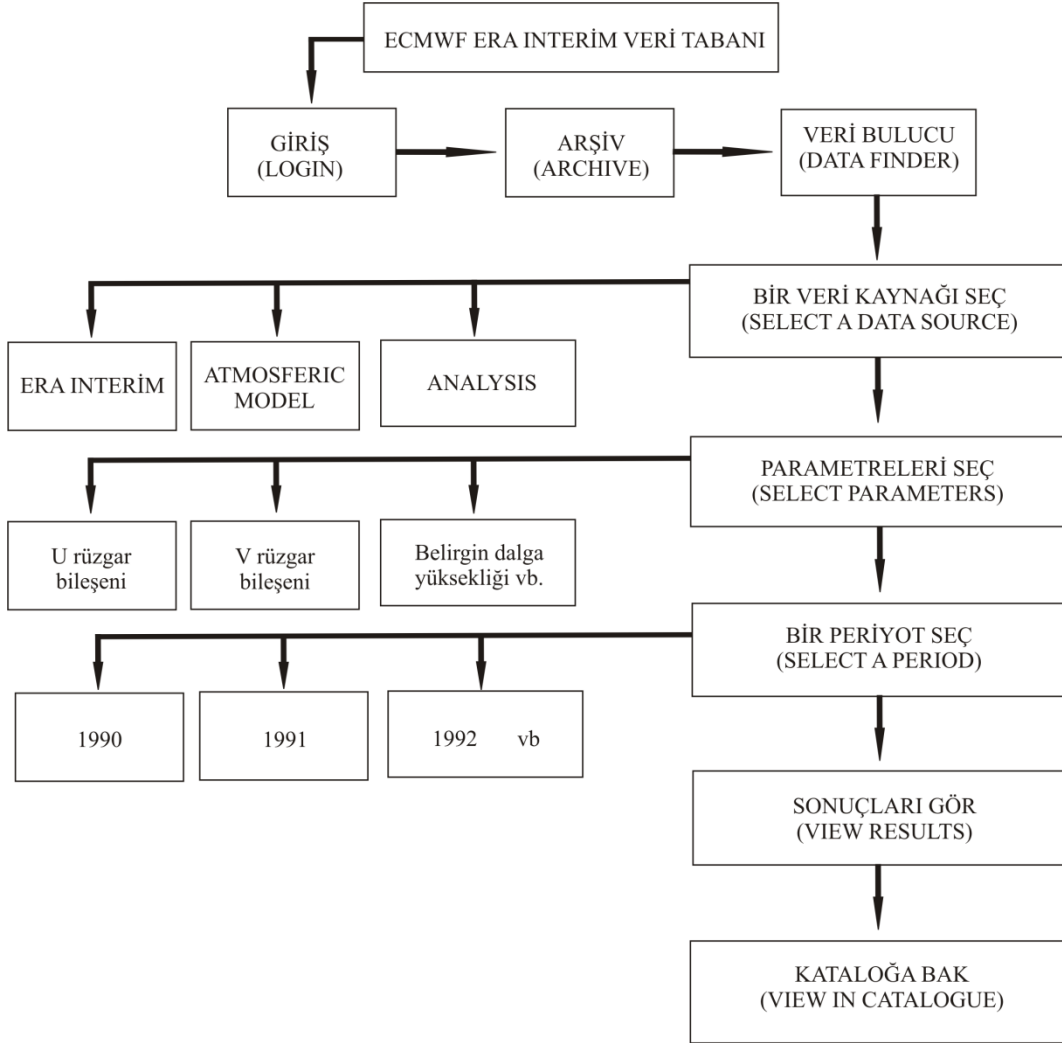 ECMWF ERA INTERİM VERİ TABANI
GİRİŞ
(LOGIN)
ARŞİV
(ARCHIVE)
VERİ BULUCU
(DATA FINDER)
BİR VERİ KAYNAĞI SEÇ
(SELECT A DATA SOURCE)
ERA INTERİM
ATMOSFERIC
MODEL
ANALYSIS
PARAMETRELERİ SEÇ
(SELECT PARAMETERS)
U rüzgar
bileşeni
V rüzgar
bileşeni
Belirgin dalga
yüksekliği vb.
BİR PERİYOT SEÇ
(SELECT A PERIOD)
1990
1991
1992 vb
SONUÇLARI GÖR
(VIEW RESULTS)
KATALOĞA BAK
(VIEW IN CATALOGUE)